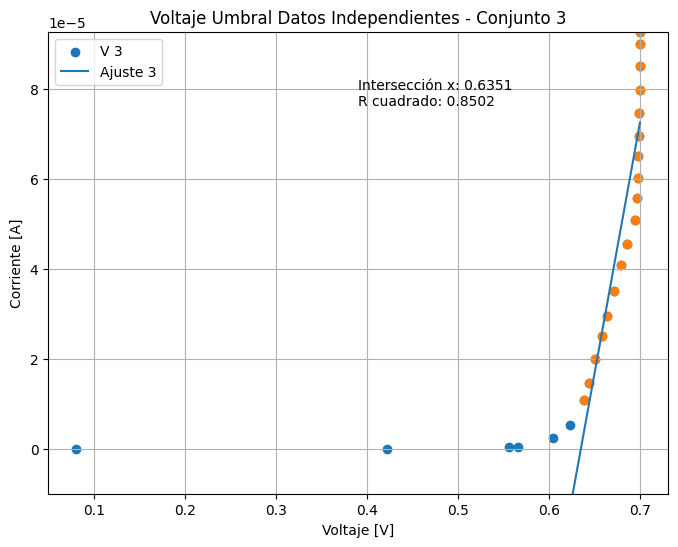 Voltaje Umbral Datos Independientes - Conjunto 3
1e−5
V 3
Ajuste 3
Intersección x: 0.6351
R cuadrado: 0.8502
8
6
4
2
0
Corriente [A]
0.1 0.2 0.3 0.4 0.5 0.6 0.7
Voltaje [V]